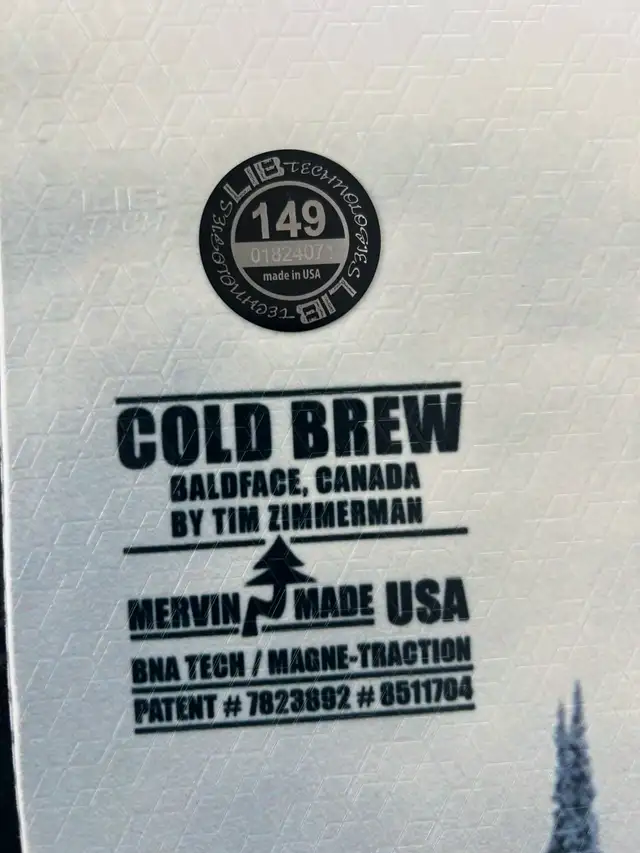 LIB TECHNOLOGIES LIB TECHNOLOGIES
149
01824071
made in USA
COLD BREW
BALDFACE, CANADA
BY TIM ZIMMERMAN
MERVIN MADE USA
BNA TECH / MAGNE-TRACTION
PATENT # 7823892 # 8511704